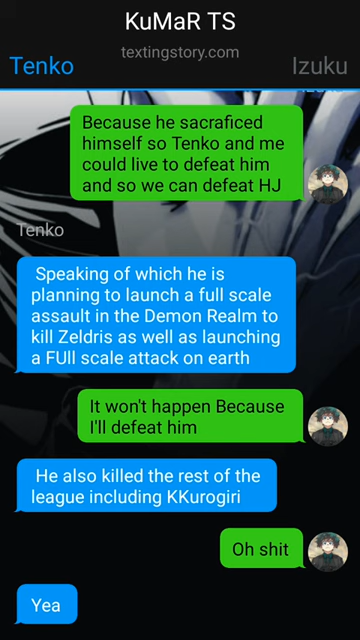 KuMaR TS
textingstory.com
Tenko
Izuku
Because he sacraficed
himself so Tenko and me
could live to defeat him
and so we can defeat HJ
Tenko
Speaking of which he is
planning to launch a full scale
assault in the Demon Realm to
kill Zeldris as well as launching
a FUll scale attack on earth
It won't happen Because
I'll defeat him
He also killed the rest of the
league including KKurogiri
Oh shit
Yea